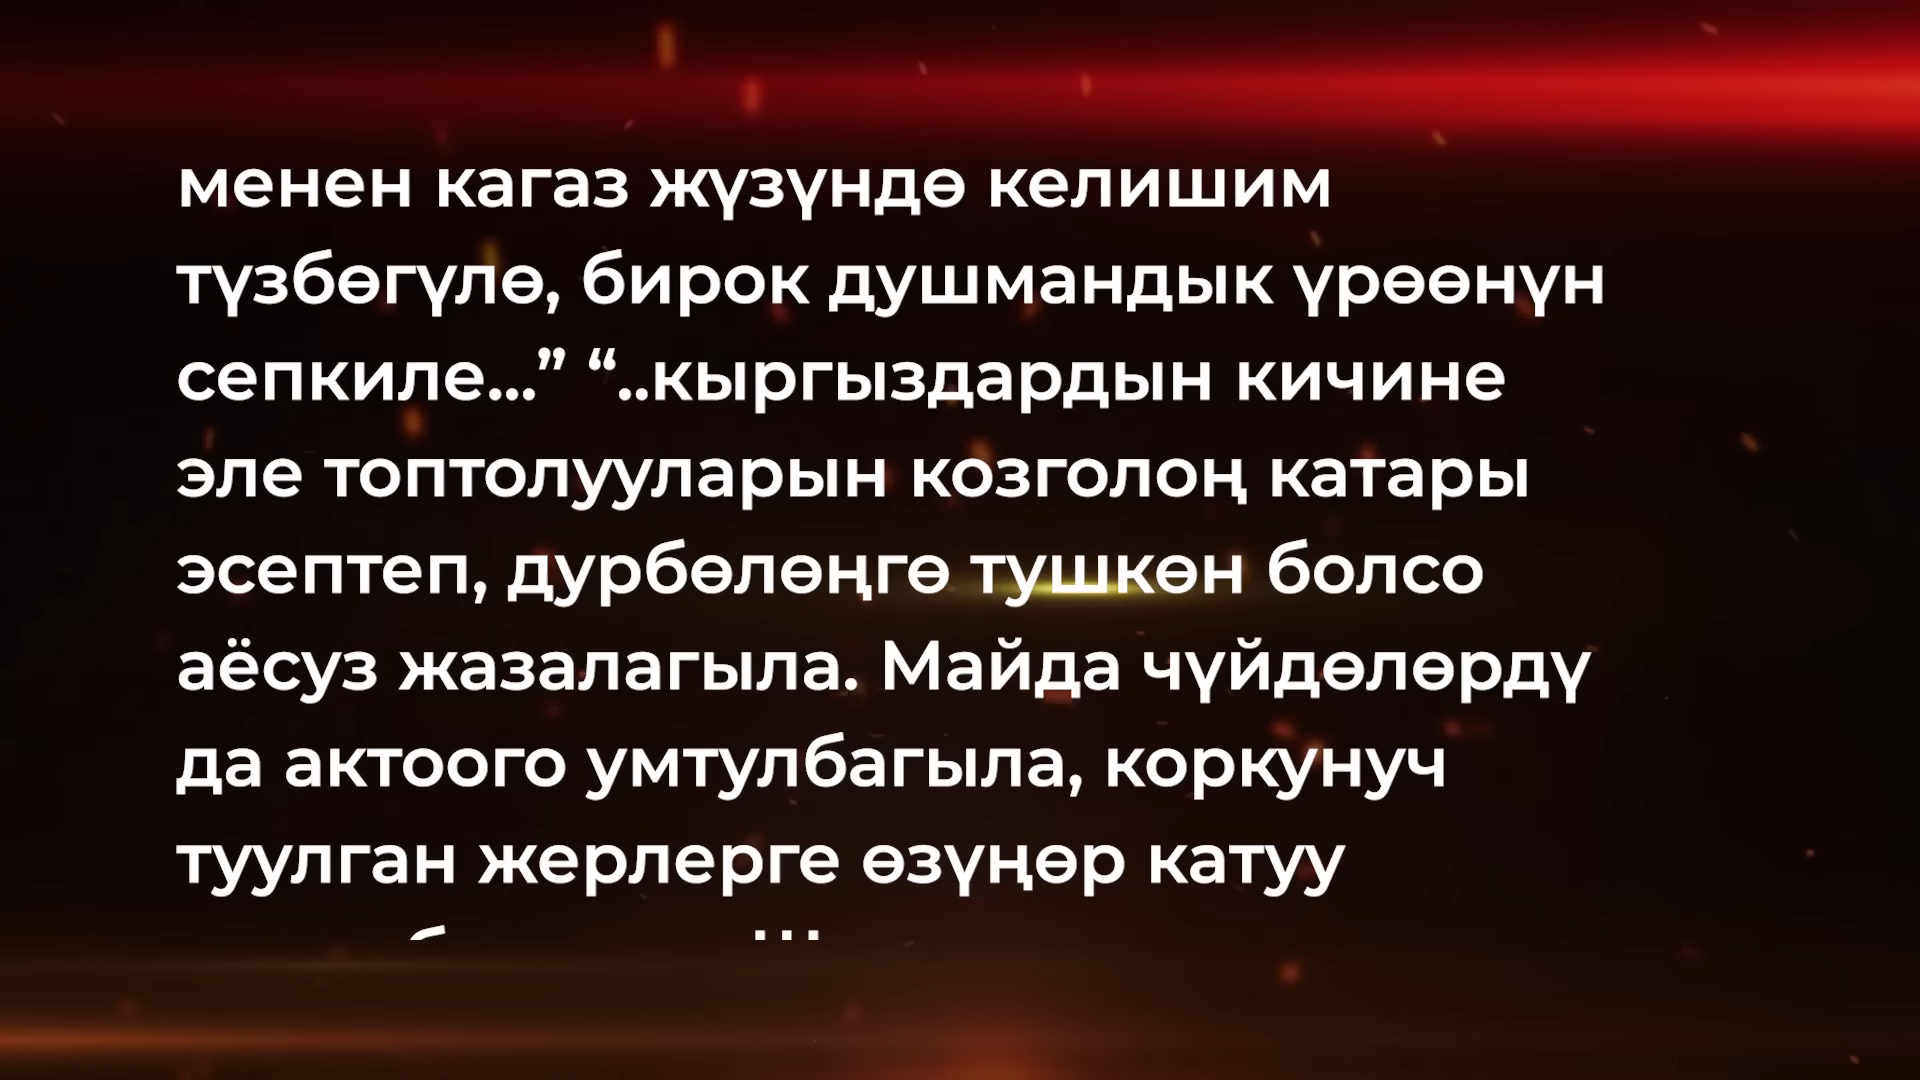 менен кагаз жүзүндө келишим
түзбөгүлө, бирок душмандык үрөөнүн
сепкиле...” “..кыргыздардын кичине
эле топтолууларын козголоң катары
эсептеп, дурбөлөңгө тушкөн болсо
аёсуз жазалагыла. Майда чүйдөлөрдү
да актоого умтулбагыла, коркунуч
туулган жерлерге өзүңөр катуу